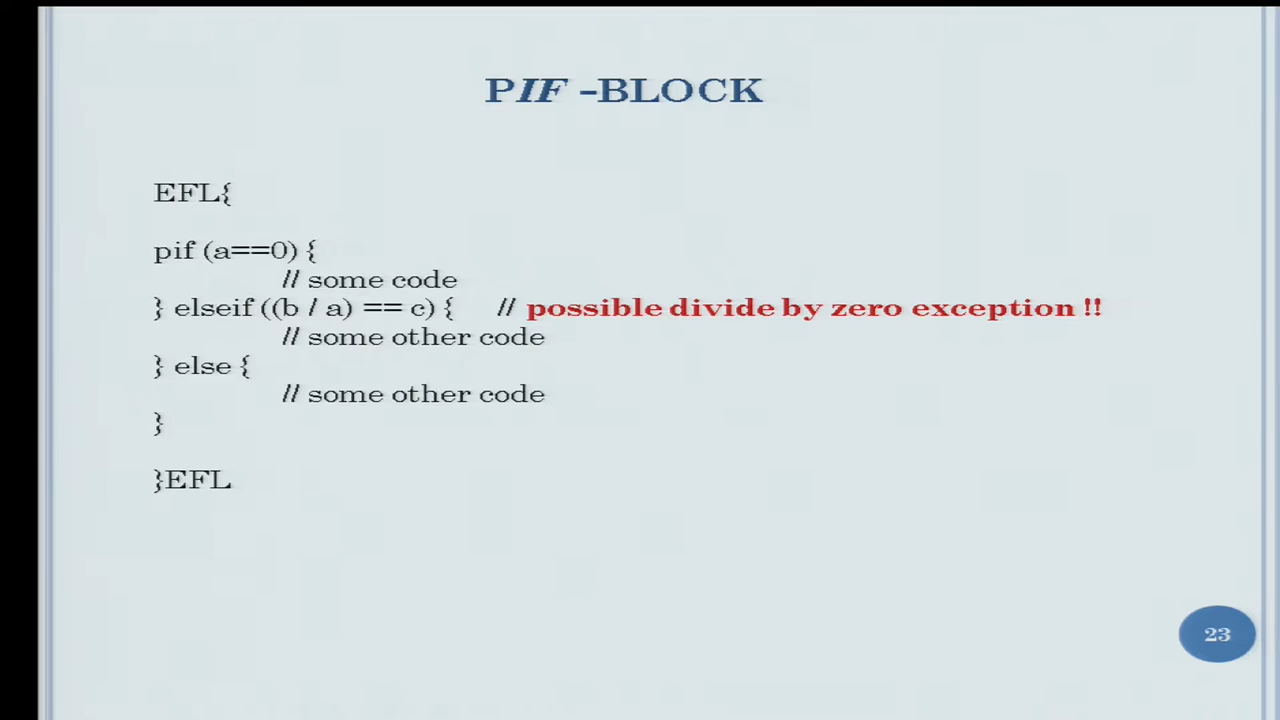 PIF -BLOCK
EFL{
pif (a==0) {
// some code
} elseif ((b / a) == c) { // possible divide by zero exception !!
// some other code
} else {
// some other code
}
}EFL
23